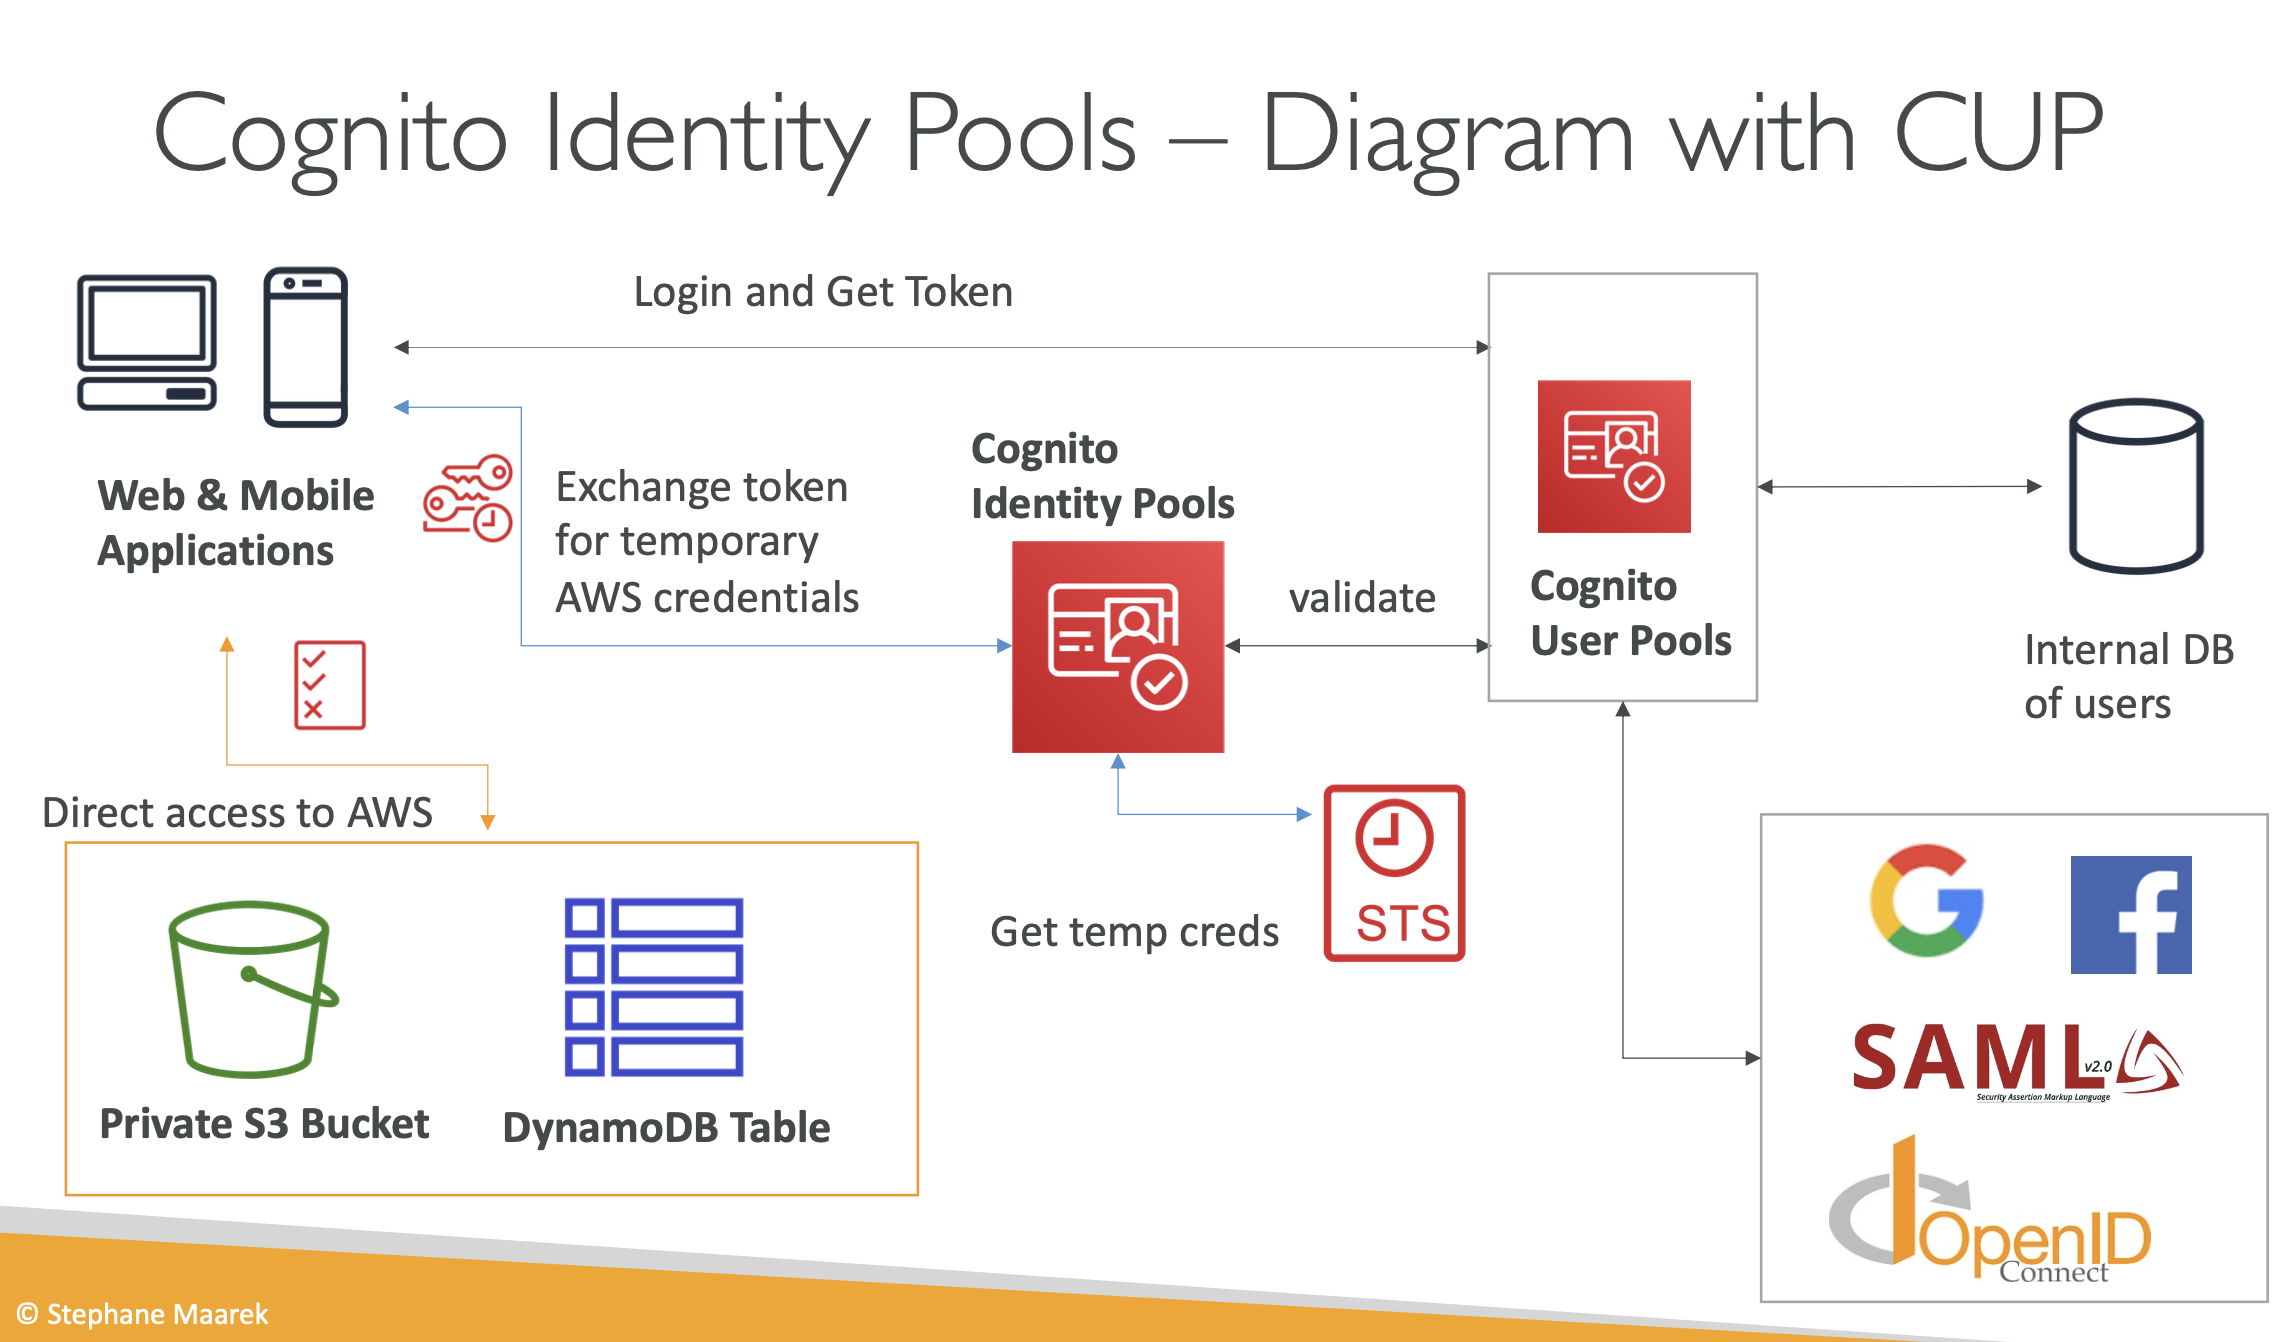 Cognito Identity Pools – Diagram with CUP
Login and Get Token
Web & Mobile
Applications
Exchange token
for temporary
AWS credentials
Cognito
Identity Pools
validate
Cognito
User Pools
Internal DB
of users
Direct access to AWS
Private S3 Bucket
DynamoDB Table
Get temp creds
STS
SAML
v2.0
Security Assertion Markup Language
OpenID
Connect
© Stephane Maarek